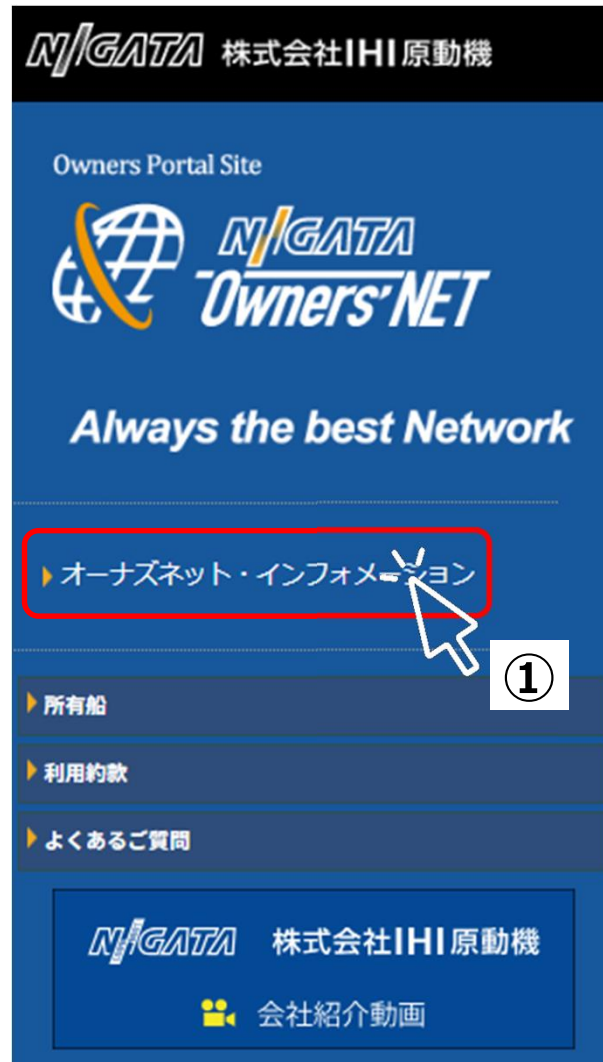 NIIGATA 株式会社IHI原動機
Owners Portal Site
NIIGATA
Owners' NET
Always the best Network
オーナズネット・インフォメーション
①
所有船
利用約款
よくあるご質問
NIIGATA 株式会社IHI原動機
会社紹介動画